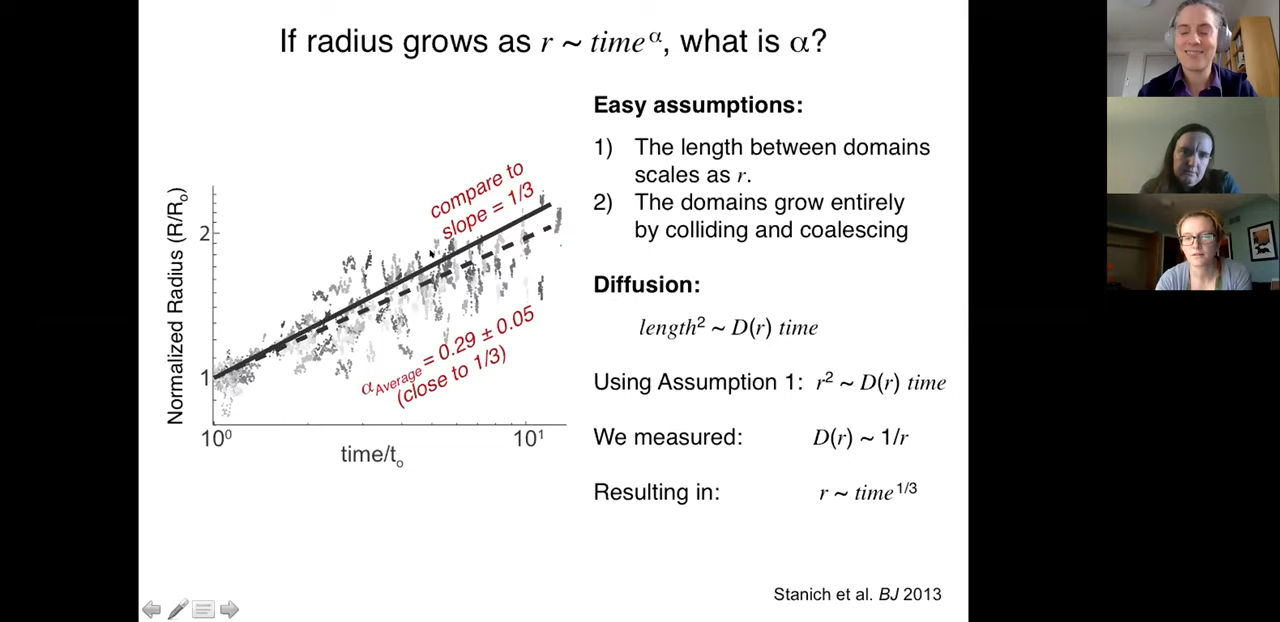 If radius grows as r ~ time^α, what is α?
Easy assumptions:
1) The length between domains
scales as r.
2) The domains grow entirely
by colliding and coalescing
Diffusion:
length² ~ D(r) time
Using Assumption 1: r² ~ D(r) time
We measured: D(r) ~ 1/r
Resulting in: r ~ time^1/3
Normalized Radius (R/Rₒ)
2
1
10⁰
10¹
time/tₒ
compare to
slope = 1/3
α Average = 0.29 ± 0.05
(close to 1/3)
Stanich et al. BJ 2013